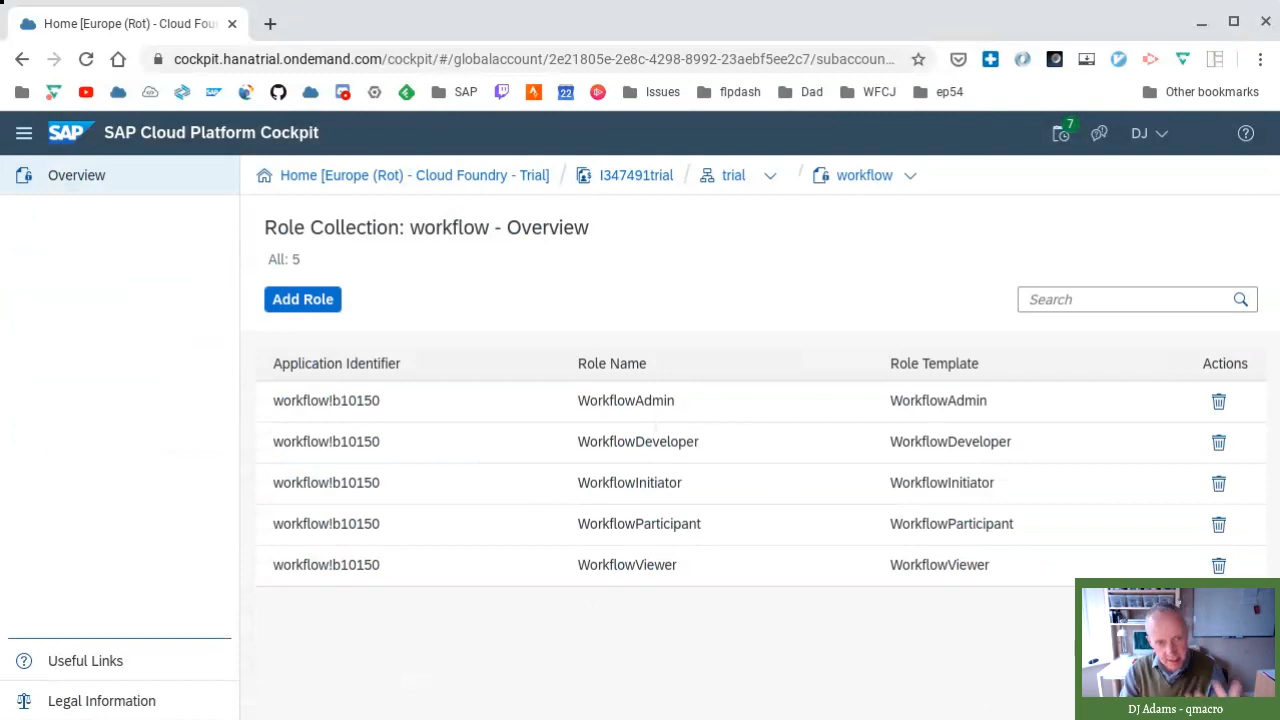 Home [Europe (Rot) - Cloud Fou
cockpit.hanatrial.ondemand.com/cockpit/#/globalaccount/2e21805e-2e8c-4298-8992-23aebf5ee2c7/subaccoun...
SAP
22
Issues
flpdash
Dad
WFCJ
ep54
Other bookmarks
SAP
SAP Cloud Platform Cockpit
7
DJ
Overview
Home [Europe (Rot) - Cloud Foundry - Trial] / I347491trial / trial / workflow
Role Collection: workflow - Overview
All: 5
Add Role
Search
Application Identifier Role Name Role Template Actions
workflow!b10150 WorkflowAdmin WorkflowAdmin
workflow!b10150 WorkflowDeveloper WorkflowDeveloper
workflow!b10150 WorkflowInitiator WorkflowInitiator
workflow!b10150 WorkflowParticipant WorkflowParticipant
workflow!b10150 WorkflowViewer WorkflowViewer
Useful Links
Legal Information
DJ Adams - qmacro